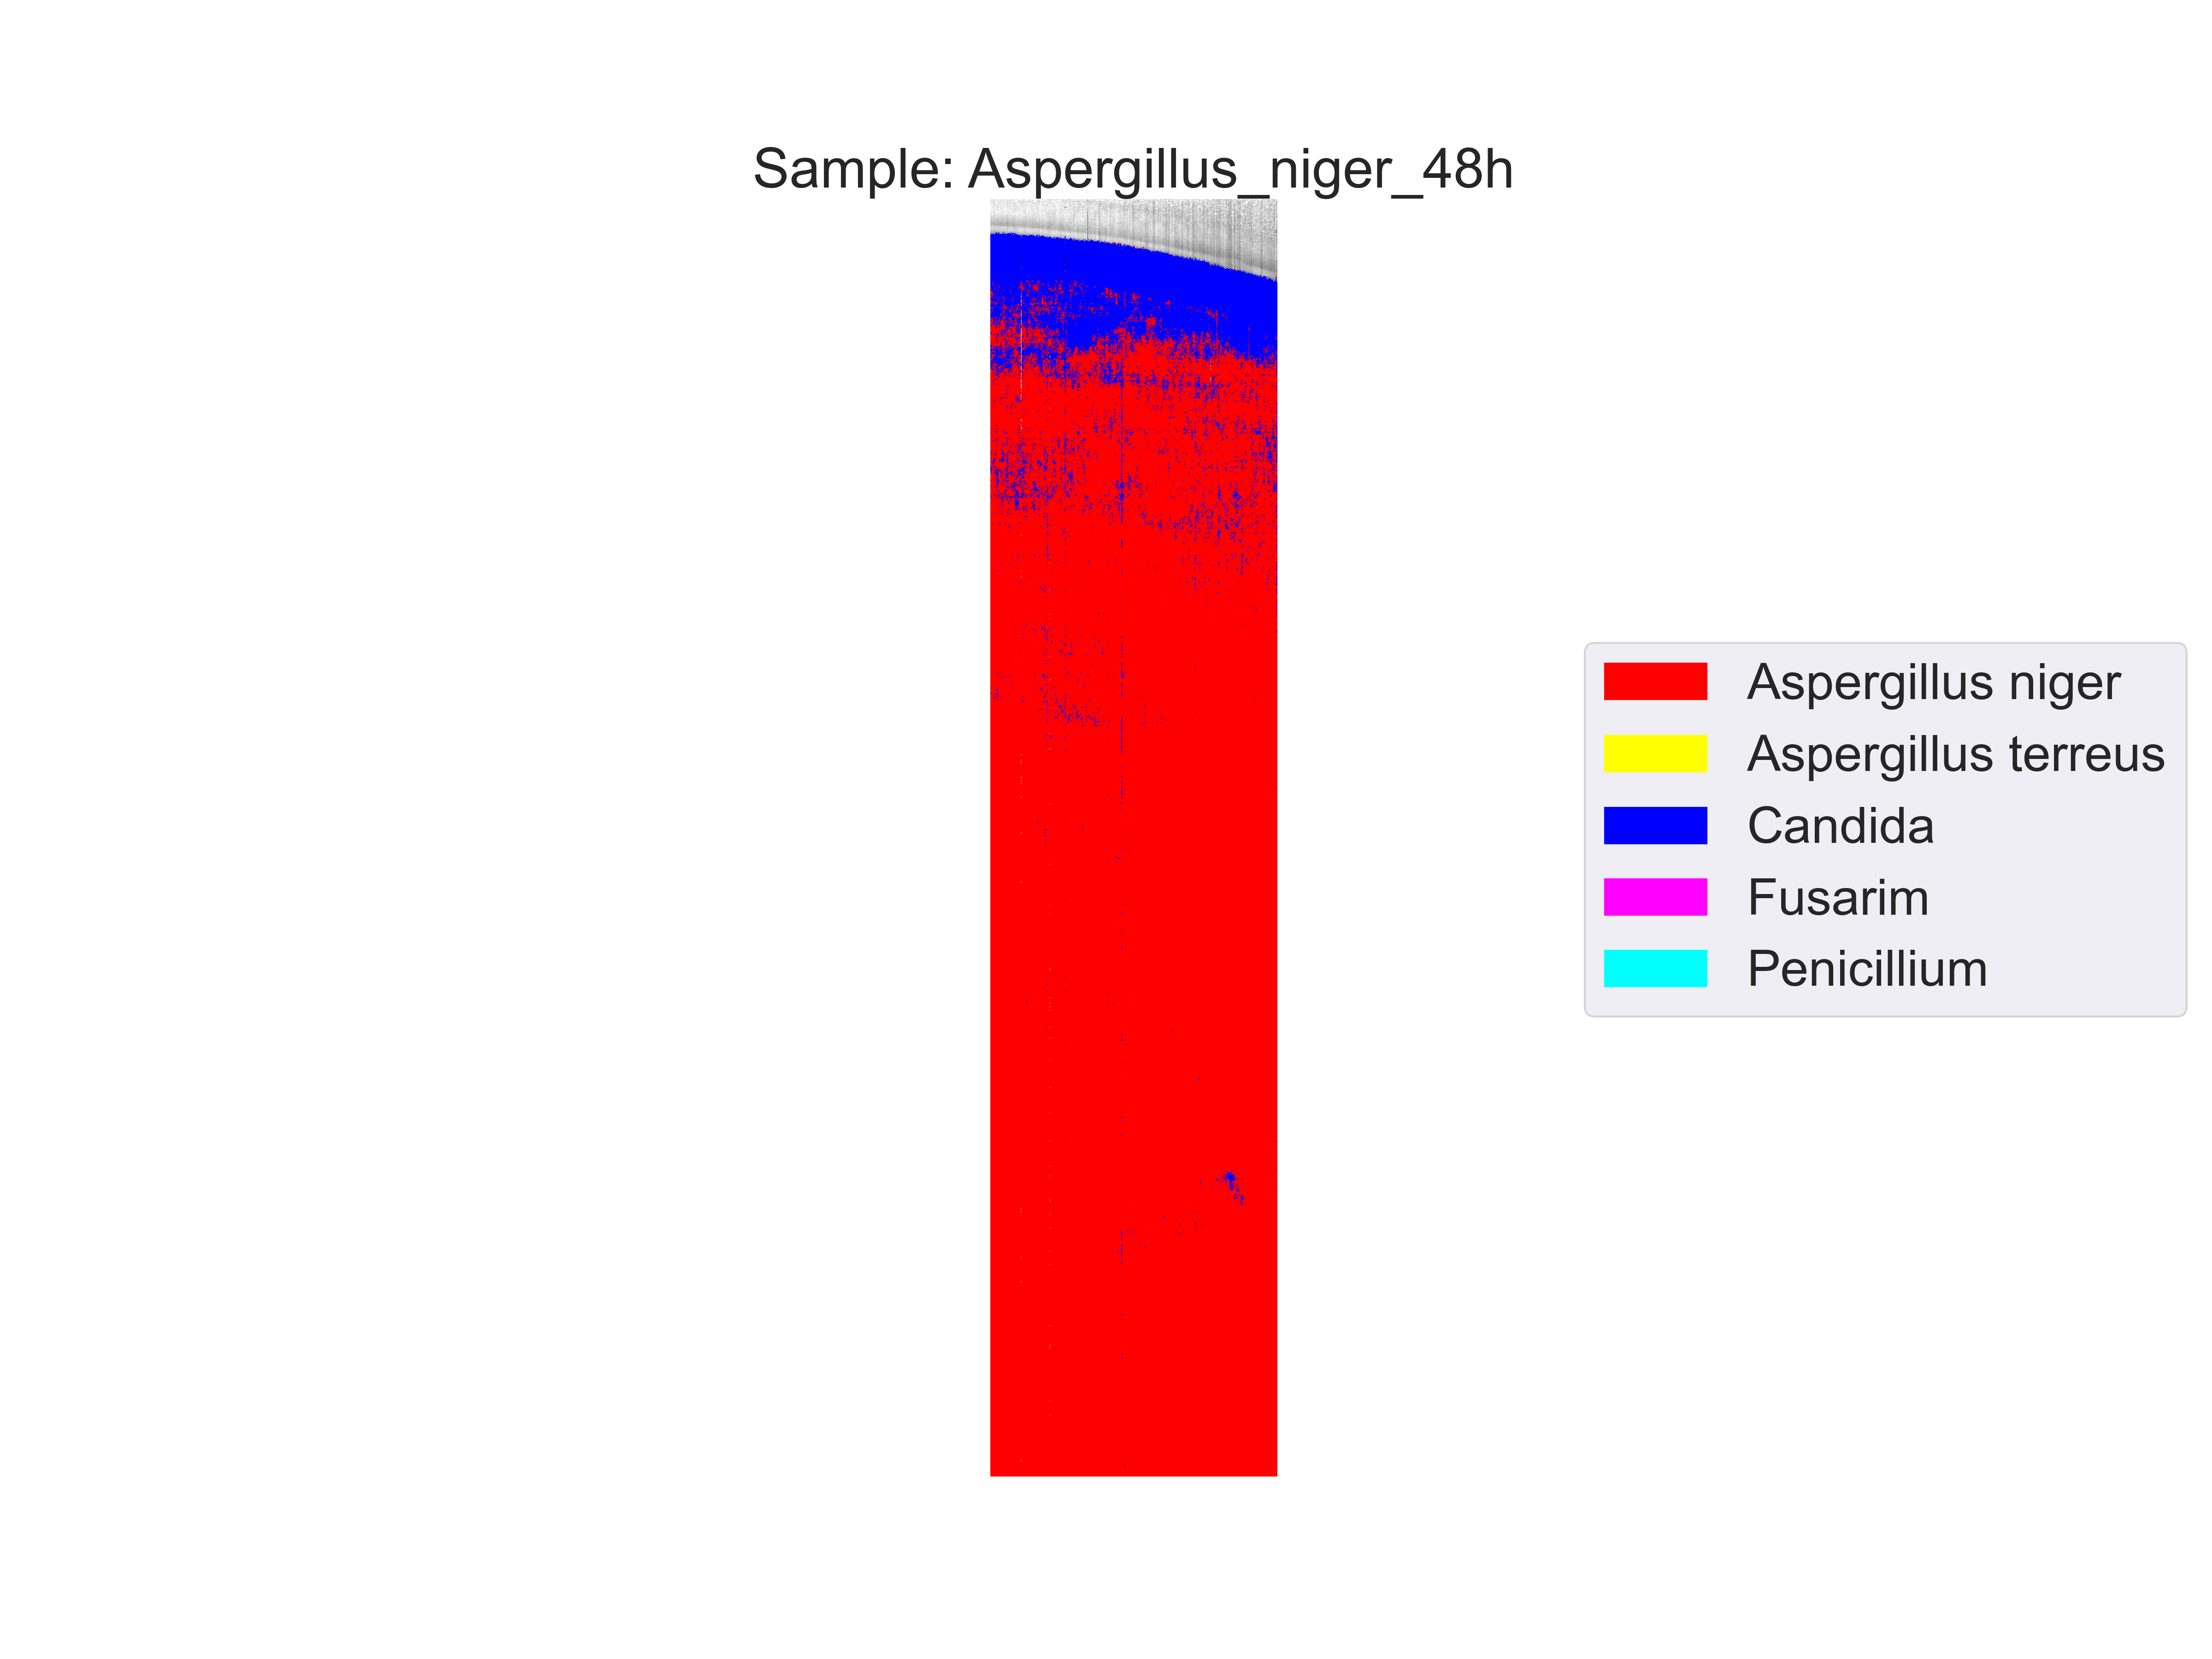 Sample: Aspergillus_niger_48h
Aspergillus niger
Aspergillus terreus
Candida
Fusarim
Penicillium